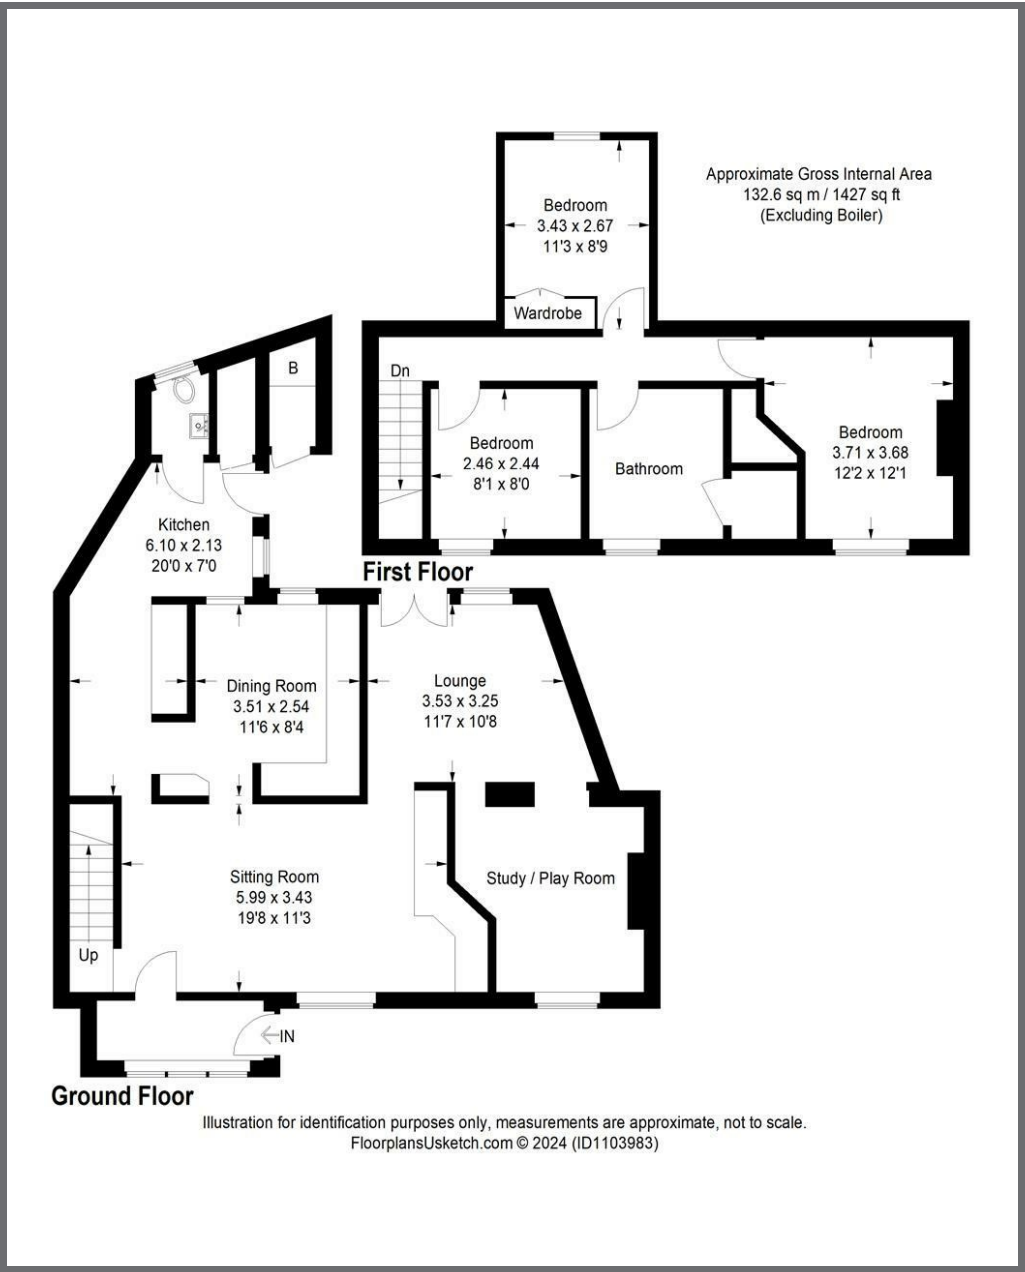 Approximate Gross Internal Area
132.6 sq m / 1427 sq ft
(Excluding Boiler)
Bedroom
3.43 x 2.67
11'3 x 8'9
Wardrobe
Dn
Bedroom
2.46 x 2.44
8'1 x 8'0
Bathroom
Bedroom
3.71 x 3.68
12'2 x 12'1
First Floor
B
Kitchen
6.10 x 2.13
20'0 x 7'0
Dining Room
3.51 x 2.54
11'6 x 8'4
Lounge
3.53 x 3.25
11'7 x 10'8
Sitting Room
5.99 x 3.43
19'8 x 11'3
Study / Play Room
Up
IN
Ground Floor
Illustration for identification purposes only, measurements are approximate, not to scale.
FloorplansUsketch.com © 2024 (ID1103983)